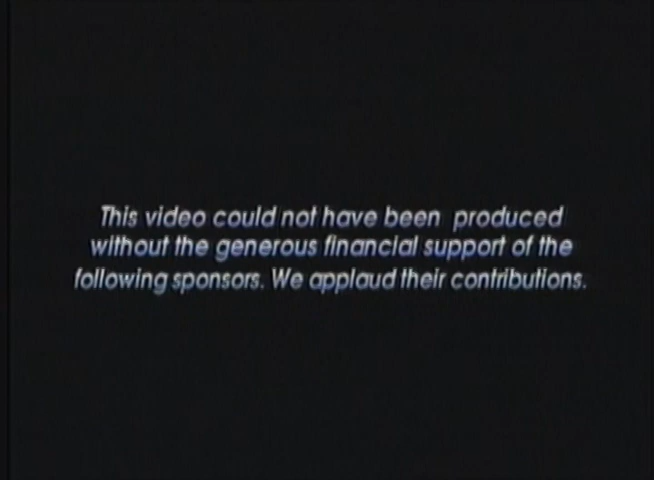 This video could not have been produced
without the generous financial support of the
following sponsors. We applaud their contributions.